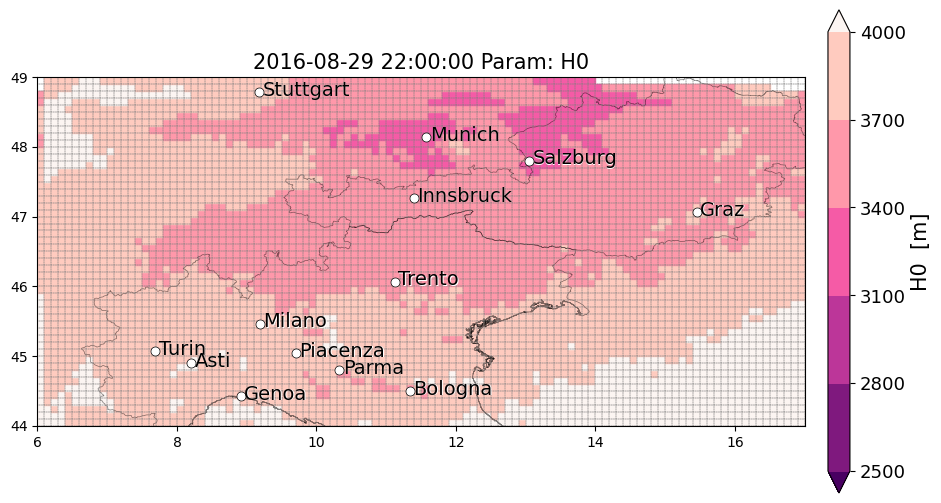 2016-08-29 22:00:00 Param: H0
49
48
47
46
45
44
6
8
10
12
14
16
Stuttgart
Munich
Salzburg
Innsbruck
Graz
Trento
Milano
Turin
Asti
Piacenza
Parma
Genoa
Bologna
4000
3700
3400
3100
2800
2500
H0 [m]